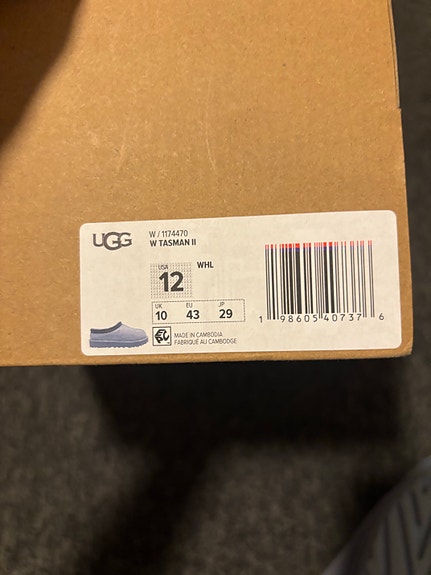 UGG
W / 1174470
W TASMAN II
USA
12
WHL
UK EU JP
10 43 29
MADE IN CAMBODIA
FABRIQUÉ AU CAMBODGE
1 98605 40737 6